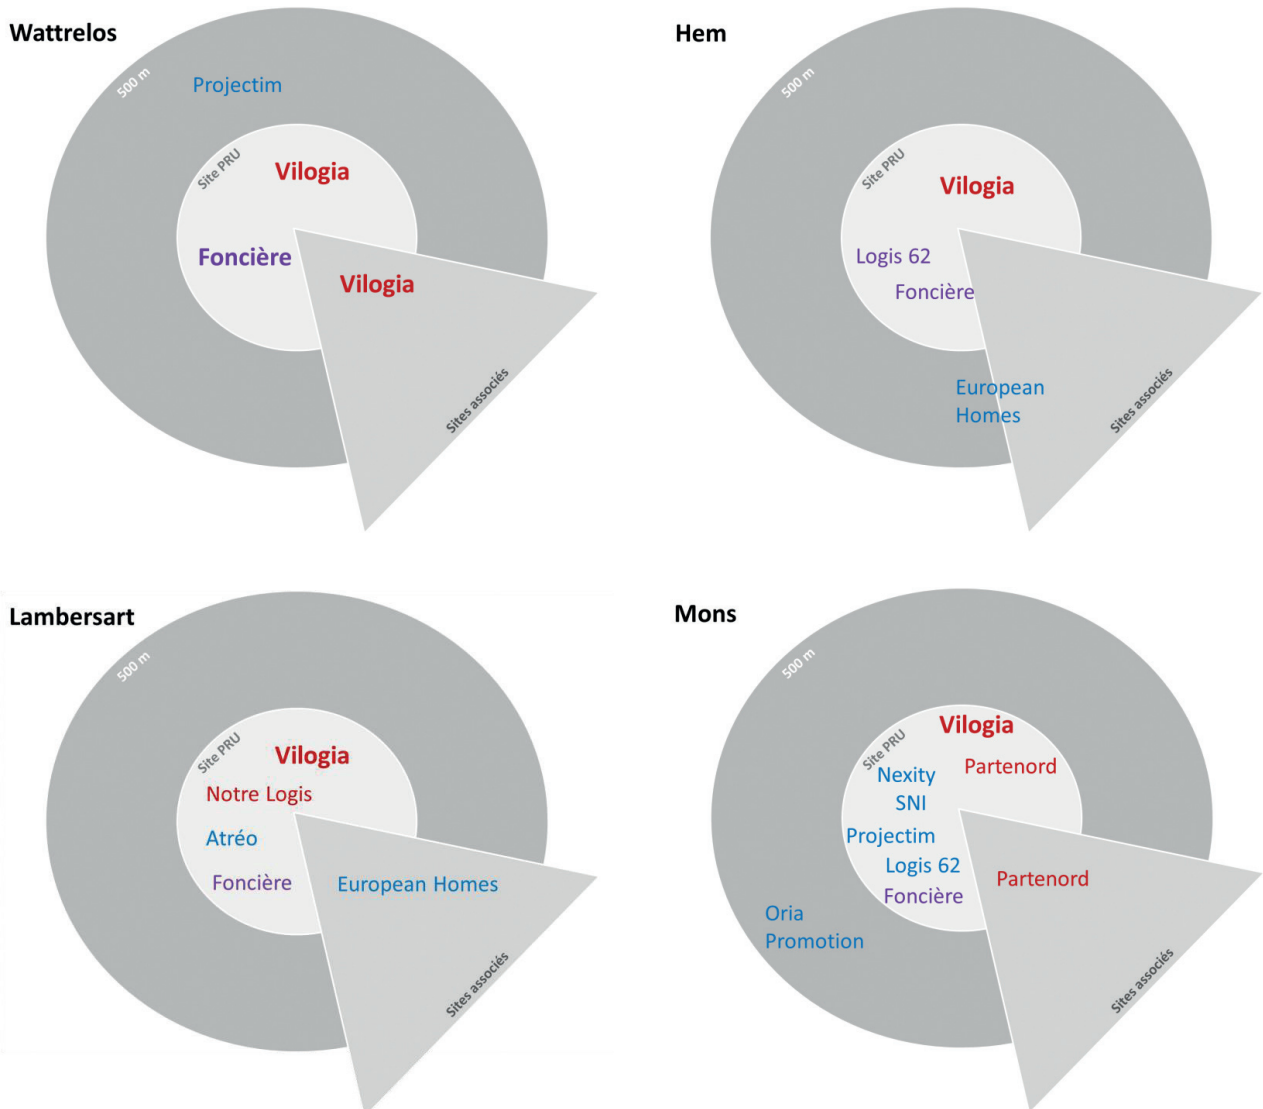 Wattrelos
500 m
Projectim
Site PRU
Vilogia
Foncière
Vilogia
Sites associés
Hem
500 m
Site PRU
Vilogia
Logis 62
Foncière
European
Homes
Sites associés
Lambersart
500 m
Site PRU
Vilogia
Notre Logis
Atréo
Foncière
European Homes
Sites associés
Mons
500 m
Site PRU
Vilogia
Partenord
Nexity
SNI
Projectim
Logis 62
Foncière
Partenord
Oria
Promotion
Sites associés